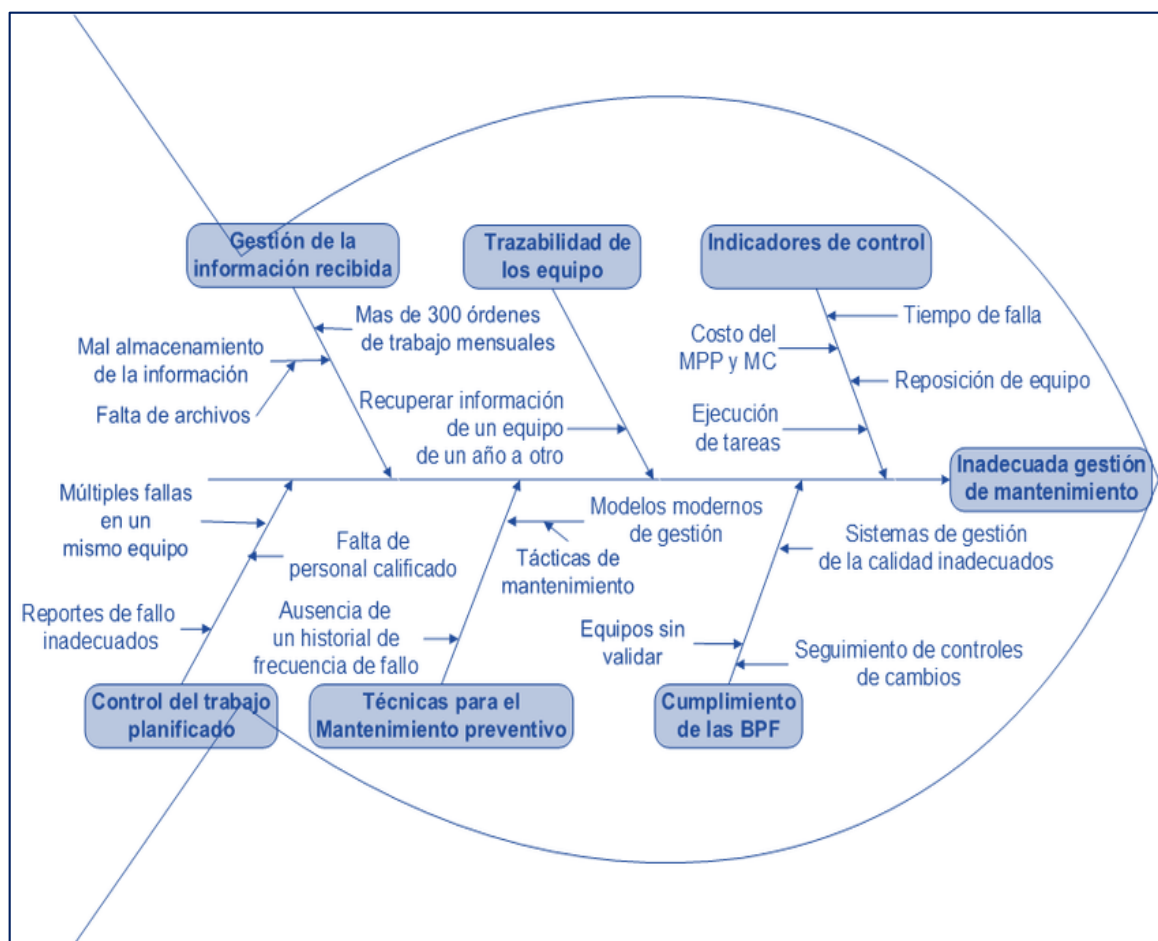 Gestión de la
información recibida
Trazabilidad de
los equipo
Indicadores de control
Mas de 300 órdenes
de trabajo mensuales
Mal almacenamiento
de la información
Falta de archivos
Recuperar información
de un equipo
de un año a otro
Tiempo de falla
Costo del
MPP y MC
Reposición de equipo
Ejecución
de tareas
Inadecuada gestión
de mantenimiento
Múltiples fallas
en un
mismo equipo
Falta de
personal calificado
Reportes de fallo
inadecuados
Modelos modernos
de gestión
Tácticas de
mantenimiento
Ausencia de
un historial de
frecuencia de fallo
Sistemas de gestión
de la calidad inadecuados
Equipos sin
validar
Seguimiento de controles
de cambios
Control del trabajo
planificado
Técnicas para el
Mantenimiento preventivo
Cumplimiento
de las BPF